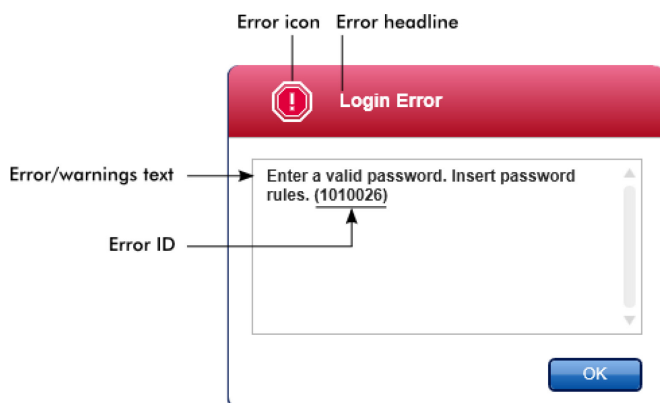 Error icon Error headline
Login Error
Error/warnings text
Enter a valid password. Insert password
rules. (1010026)
Error ID
OK